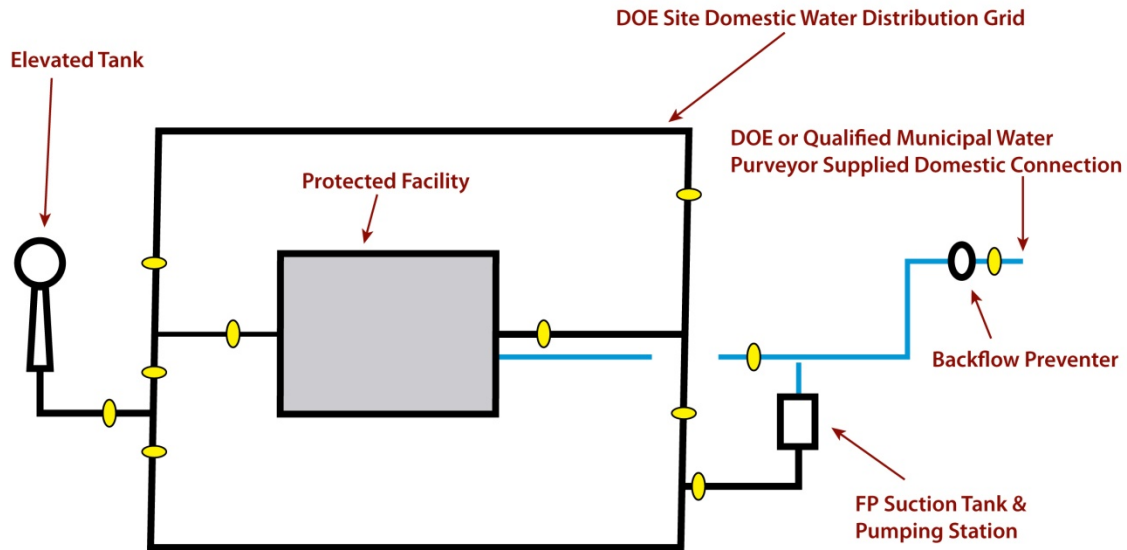 DOE Site Domestic Water Distribution Grid
Elevated Tank
DOE or Qualified Municipal Water
Purveyor Supplied Domestic Connection
Protected Facility
Backflow Preventer
FP Suction Tank &
Pumping Station